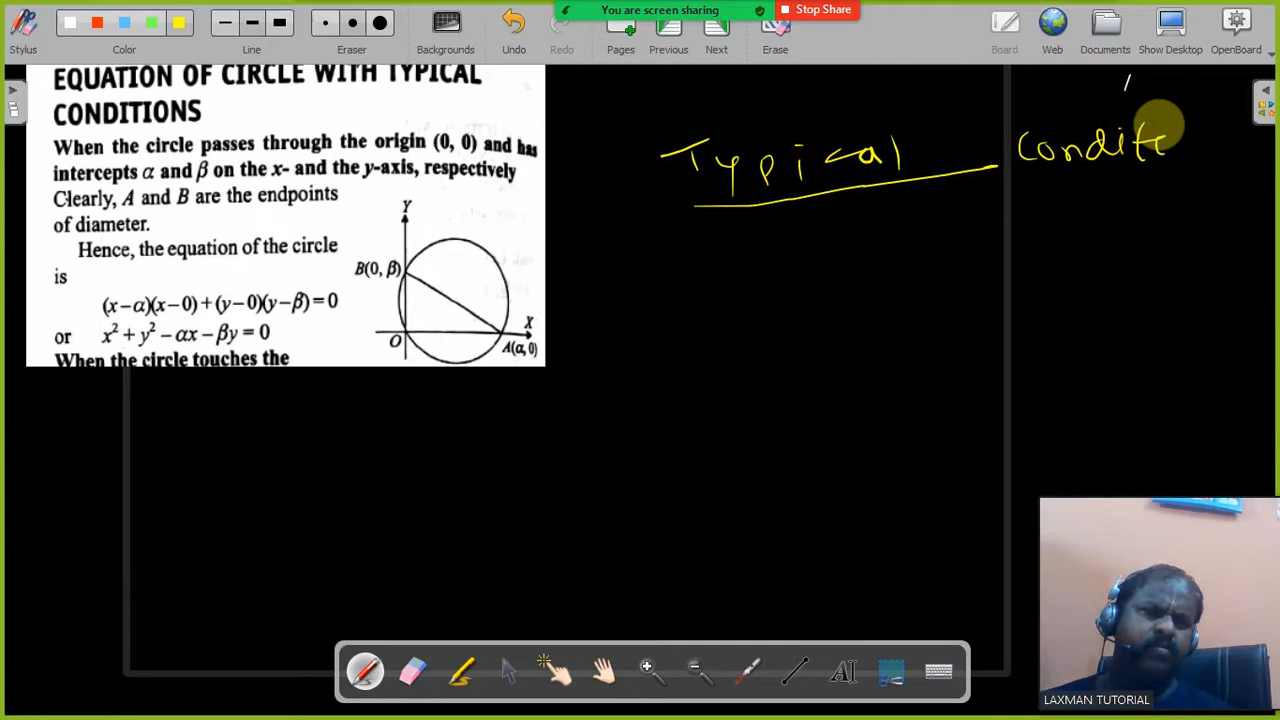 You are screen sharing
Stop Share
Stylus
Color
Line
Eraser
Backgrounds
Undo
Redo
Pages
Previous
Next
Erase
Board
Web
Documents
Show Desktop
OpenBoard
EQUATION OF CIRCLE WITH TYPICAL
CONDITIONS
When the circle passes through the origin (0, 0) and has
intercepts α and β on the x- and the y-axis, respectively
Clearly, A and B are the endpoints
of diameter.
Hence, the equation of the circle
is
(x−α)(x−0)+(y−0)(y−β)=0
or x² + y² − αx − βy = 0
When the circle touches the
Y
B(0, β)
O
X
A(α, 0)
Typical Conditi
AI
LAXMAN TUTORIAL